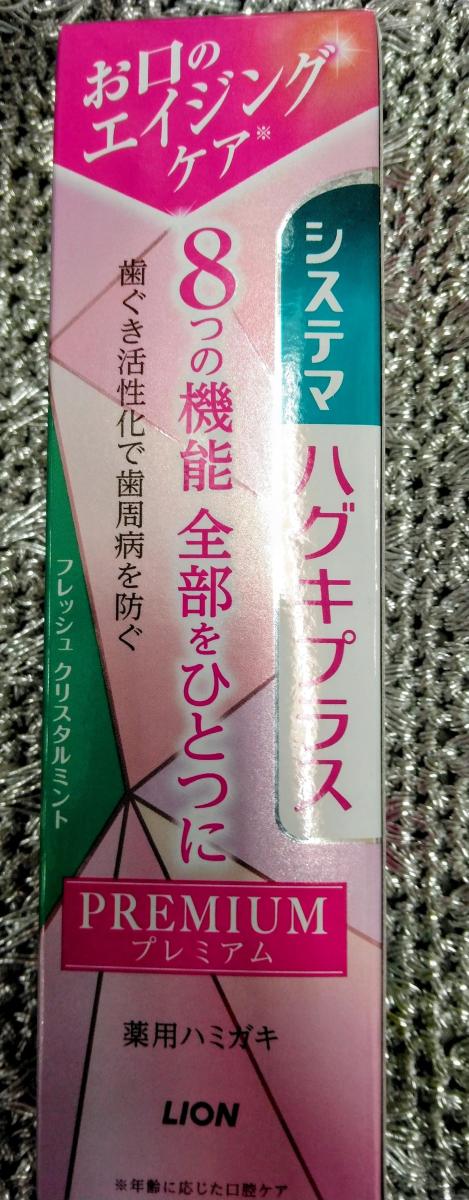 お口の
エイジング
ケア※
システマ
ハグキプラス
8つの機能 全部をひとつに
歯ぐき活性化で歯周病を防ぐ
フレッシュ クリスタルミント
PREMIUM
プレミアム
薬用ハミガキ
LION
※年齢に応じた口腔ケア